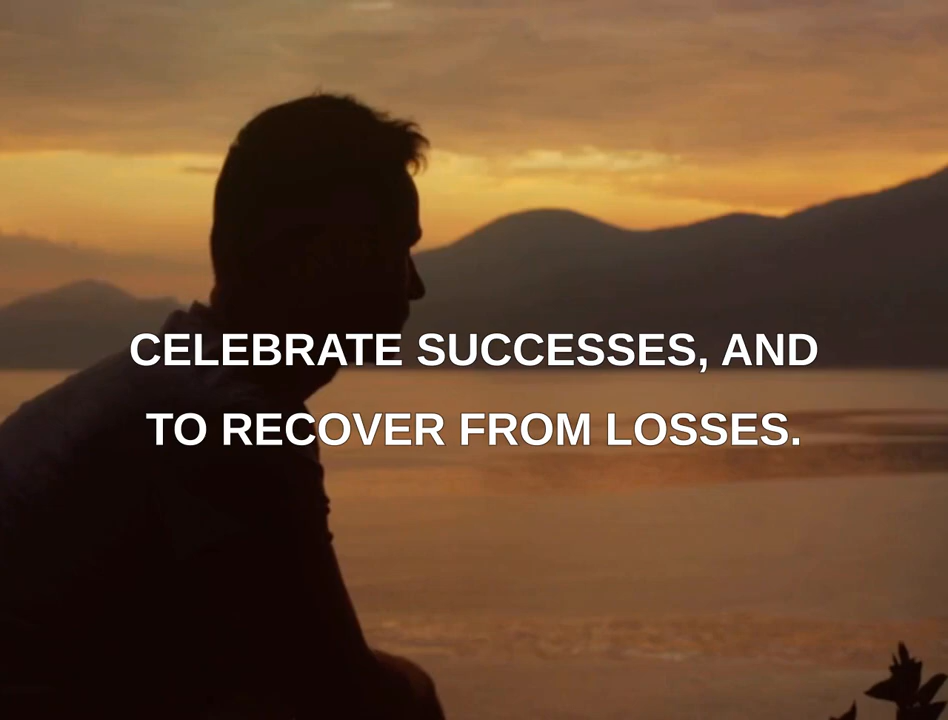 CELEBRATE SUCCESSES, AND
TO RECOVER FROM LOSSES.